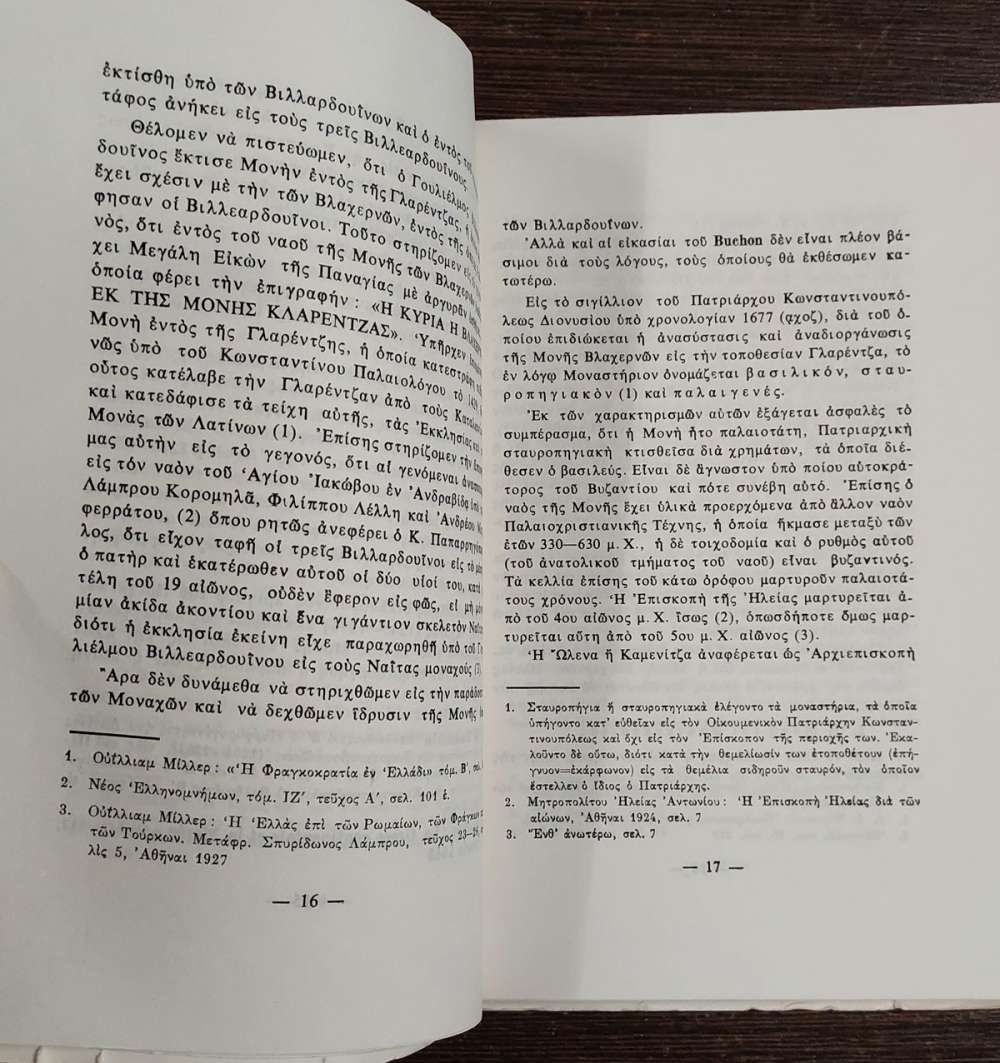 ἐκτίσθη ὑπὸ τῶν Βιλλαρδουΐνων καὶ ὁ ἐντὸς τοῦ
τάφος ἀνήκει εἰς τοὺς τρεῖς Βιλλεαρδουΐνους
Θέλομεν νὰ πιστεύωμεν, ὅτι ὁ Γουλιέλμος
δουῖνος ἔκτισε Μονὴν ἐντὸς τῆς Γλαρέντζας, ἡ
ἔχει σχέσιν μὲ τὴν τῶν Βλαχερνῶν, ἐντὸς τῆς
φησαν οἱ Βιλλεαρδουῖνοι. Τοῦτο στηρίζομεν
νὸς, ὅτι ἐντὸς τοῦ ναοῦ τῆς Μονῆς τῶν Βλαχερνῶν
χει Μεγάλη Εἰκὼν τῆς Παναγίας μὲ ἀργυρᾶν
ὁποία φέρει τὴν ἐπιγραφήν : «Η ΚΥΡΙΑ Η
ΕΚ ΤΗΣ ΜΟΝΗΣ ΚΛΑΡΕΝΤΖΑΣ». Ὑπῆρχεν
Μονὴ ἐντὸς τῆς Γλαρέντζης, ἡ ὁποία κατεστράφη
νῶς ὑπὸ τοῦ Κωνσταντίνου Παλαιολόγου τὸ
οὗτος κατέλαβε τὴν Γλαρέντζαν ἀπὸ τοὺς
καὶ κατεδάφισε τὰ τείχη αὐτῆς, τὰς Ἐκκλησίας καὶ
Μονὰς τῶν Λατίνων (1). Ἐπίσης στηρίζομεν τὴν
μας αὐτὴν εἰς τὸ γεγονός, ὅτι αἱ γενόμεναι
εἰς τόν ναὸν τοῦ Ἁγίου Ἰακώβου ἐν Ἀνδραβίδᾳ ὑπὸ
Λάμπρου Κορομηλᾶ, Φιλίππου Λέλλη καὶ Ἀνδρέου
φερράτου, (2) ὅπου ρητῶς ἀνεφέρει ὁ Κ. Παπαρρηγόπου
λος, ὅτι εἶχον ταφῆ οἱ τρεῖς Βιλλαρδουῖνοι εἰς τὸ
ὁ πατὴρ καὶ ἑκατέρωθεν αὐτοῦ οἱ δύο υἱοί του, κατὰ
τέλη τοῦ 19 αἰῶνος, οὐδὲν ἔφερον εἰς φῶς, εἰ μὴ
μίαν ἀκίδα ἀκοντίου καὶ ἕνα γιγάντιον σκελετὸν
διότι ἡ ἐκκλησία ἐκείνη εἶχε παραχωρηθῆ ὑπὸ τοῦ
λιέλμου Βιλλεαρδουΐνου εἰς τοὺς Ναΐτας μοναχούς
Ἄρα δὲν δυνάμεθα νὰ στηριχθῶμεν εἰς τὴν
τῶν Μοναχῶν καὶ νὰ δεχθῶμεν ἵδρυσιν τῆς Μονῆς
1. Οὐΐλλιαμ Μίλλερ : «Ἡ Φραγκοκρατία ἐν Ἑλλάδι» τόμ. Β',
2. Νέος Ἑλληνομνήμων, τόμ. ΙΖ', τεῦχος Α', σελ. 101 ἑ.
3. Οὐΐλλιαμ Μίλλερ : Ἡ Ἑλλὰς ἐπὶ τῶν Ρωμαίων, τῶν Φράγκων
τῶν Τούρκων. Μετάφρ. Σπυρίδωνος Λάμπρου, τεῦχος
λὶς 5, Ἀθῆναι 1927
— 16 —
τῶν Βιλλαρδουΐνων.
Ἀλλὰ καὶ αἱ εἰκασίαι τοῦ Buchon δὲν εἶναι πλέον βά-
σιμοι διὰ τοὺς λόγους, τοὺς ὁποίους θὰ ἐκθέσωμεν κα-
τωτέρω.
Εἰς τὸ σιγίλλιον τοῦ Πατριάρχου Κωνσταντινουπό-
λεως Διονυσίου ὑπὸ χρονολογίαν 1677 (αχοζ), διὰ τοῦ ὁ-
ποίου ἐπιδιώκεται ἡ ἀνασύστασις καὶ ἀναδιοργάνωσις
τῆς Μονῆς Βλαχερνῶν εἰς τὴν τοποθεσίαν Γλαρέντζα, τὸ
ἐν λόγῳ Μοναστήριον ὀνομάζεται βασιλικόν, σταυ-
ροπηγιακὸν (1) καὶ παλαιγενές.
Ἐκ τῶν χαρακτηρισμῶν αὐτῶν ἐξάγεται ἀσφαλὲς τὸ
συμπέρασμα, ὅτι ἡ Μονὴ ἦτο παλαιοτάτη, Πατριαρχικὴ
σταυροπηγιακὴ κτισθεῖσα διὰ χρημάτων, τὰ ὁποῖα διέ-
θεσεν ὁ βασιλεύς. Εἶναι δὲ ἄγνωστον ὑπὸ ποίου αὐτοκρά-
τορος τοῦ Βυζαντίου καὶ πότε συνέβη αὐτό. Ἐπίσης ὁ
ναὸς τῆς Μονῆς ἔχει ὑλικὰ προερχόμενα ἀπὸ ἄλλον ναὸν
Παλαιοχριστιανικῆς Τέχνης, ἡ ὁποία ἤκμασε μεταξὺ τῶν
ἐτῶν 330—630 μ. Χ., ἡ δὲ τοιχοδομία καὶ ὁ ρυθμὸς αὐτοῦ
(τοῦ ἀνατολικοῦ τμήματος τοῦ ναοῦ) εἶναι βυζαντινός.
Τὰ κελλία ἐπίσης τοῦ κάτω ὀρόφου μαρτυροῦν παλαιοτά-
τους χρόνους. Ἡ Ἐπισκοπὴ τῆς Ἠλείας μαρτυρεῖται ἀ-
πὸ τοῦ 4ου αἰῶνος μ. Χ. ἴσως (2), ὁπωσδήποτε ὅμως μαρ-
τυρεῖται αὕτη ἀπὸ τοῦ 5ου μ. Χ. αἰῶνος (3).
Ἡ Ὤλενα ἢ Καμενίτζα ἀναφέρεται ὡς Ἀρχιεπισκοπὴ
1. Σταυροπήγια ἢ σταυροπηγιακὰ ἐλέγοντο τὰ μοναστήρια, τὰ ὁποῖα
ὑπήγοντο κατ' εὐθεῖαν εἰς τὸν Οἰκουμενικὸν Πατριάρχην Κωνσταν-
τινουπόλεως καὶ ὄχι εἰς τὸν Ἐπίσκοπον τῆς περιοχῆς των. Ἐκα-
λοῦντο δὲ οὕτω, διότι κατὰ τὴν θεμελίωσίν των ἐτοποθέτουν (ἐπή-
γνυον=ἐκάρφωνον) εἰς τὰ θεμέλια σιδηροῦν σταυρόν, τὸν ὁποῖον
ἔστελλεν ὁ ἴδιος ὁ Πατριάρχης.
2. Μητροπολίτου Ἠλείας Ἀντωνίου : Ἡ Ἐπισκοπὴ Ἠλείας διὰ τῶν
αἰώνων, Ἀθῆναι 1924, σελ. 7
3. Ἔνθ' ἀνωτέρω, σελ. 7
— 17 —